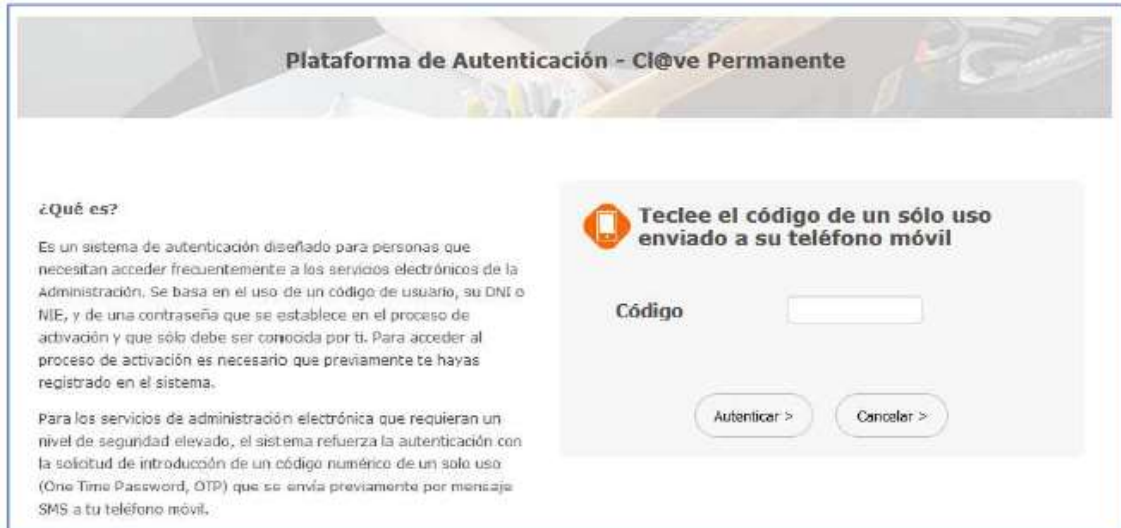 Plataforma de Autenticación - Cl@ve Permanente
¿Qué es?
Es un sistema de autenticación diseñado para personas que
necesitan acceder frecuentemente a los servicios electrónicos de la
Administración. Se basa en el uso de un código de usuario, su DNI o
NIE, y de una contraseña que se establece en el proceso de
activación y que sólo debe ser conocida por ti. Para acceder al
proceso de activación es necesario que previamente te hayas
registrado en el sistema.
Para los servicios de administración electrónica que requieran un
nivel de seguridad elevado, el sistema refuerza la autenticación con
la solicitud de introducción de un código numérico de un solo uso
(One Time Password, OTP) que se envía previamente por mensaje
SMS a tu teléfono móvil.
Teclee el código de un sólo uso
enviado a su teléfono móvil
Código
Autenticar >
Cancelar >